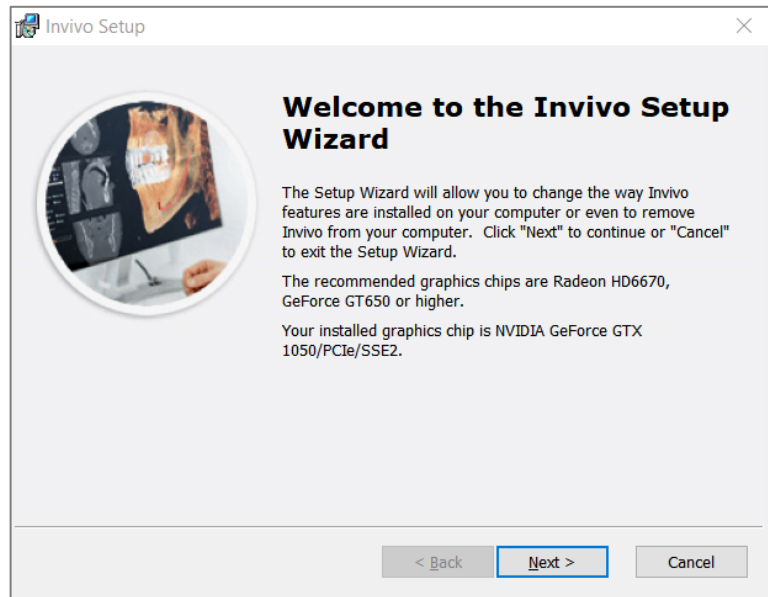 Invivo Setup
Welcome to the Invivo Setup
Wizard
The Setup Wizard will allow you to change the way Invivo
features are installed on your computer or even to remove
Invivo from your computer.  Click "Next" to continue or "Cancel"
to exit the Setup Wizard.
The recommended graphics chips are Radeon HD6670,
GeForce GT650 or higher.
Your installed graphics chip is NVIDIA GeForce GTX
1050/PCIe/SSE2.
< Back
Next >
Cancel